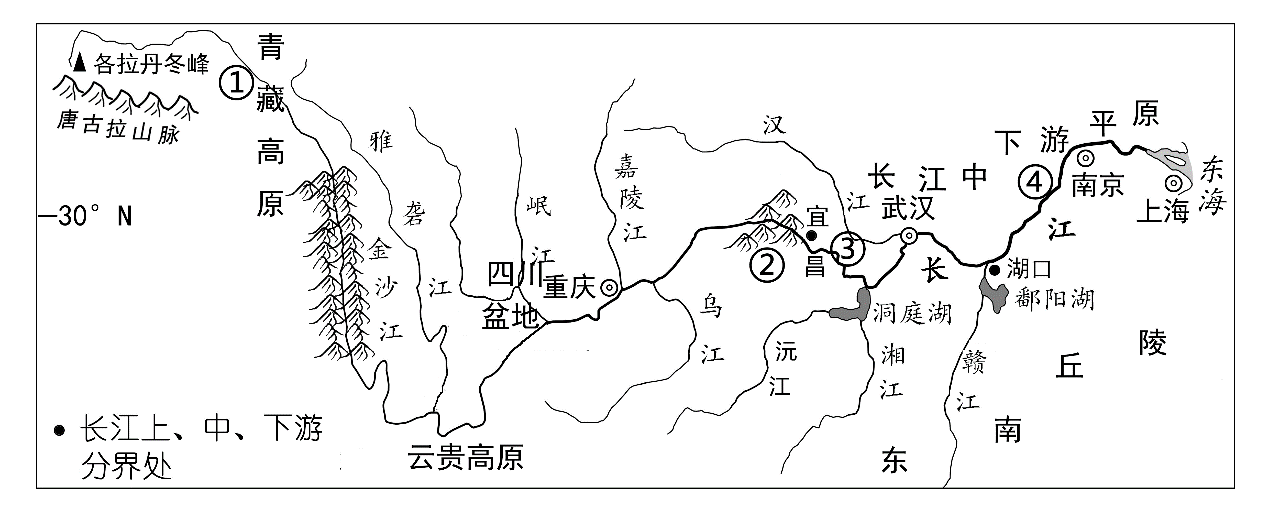 各拉丹冬峰
唐古拉山脉
①
青藏高原
—30° N
金沙江
雅砻江
岷江
四川
盆地
重庆
嘉陵江
乌江
云贵高原
②
宜昌
③
汉江
武汉
洞庭湖
沅江
湘江
长江
湖口
鄱阳湖
赣江
长江中下游平原
④
南京
上海
东海
东南丘陵
● 长江上、中、下游
分界处